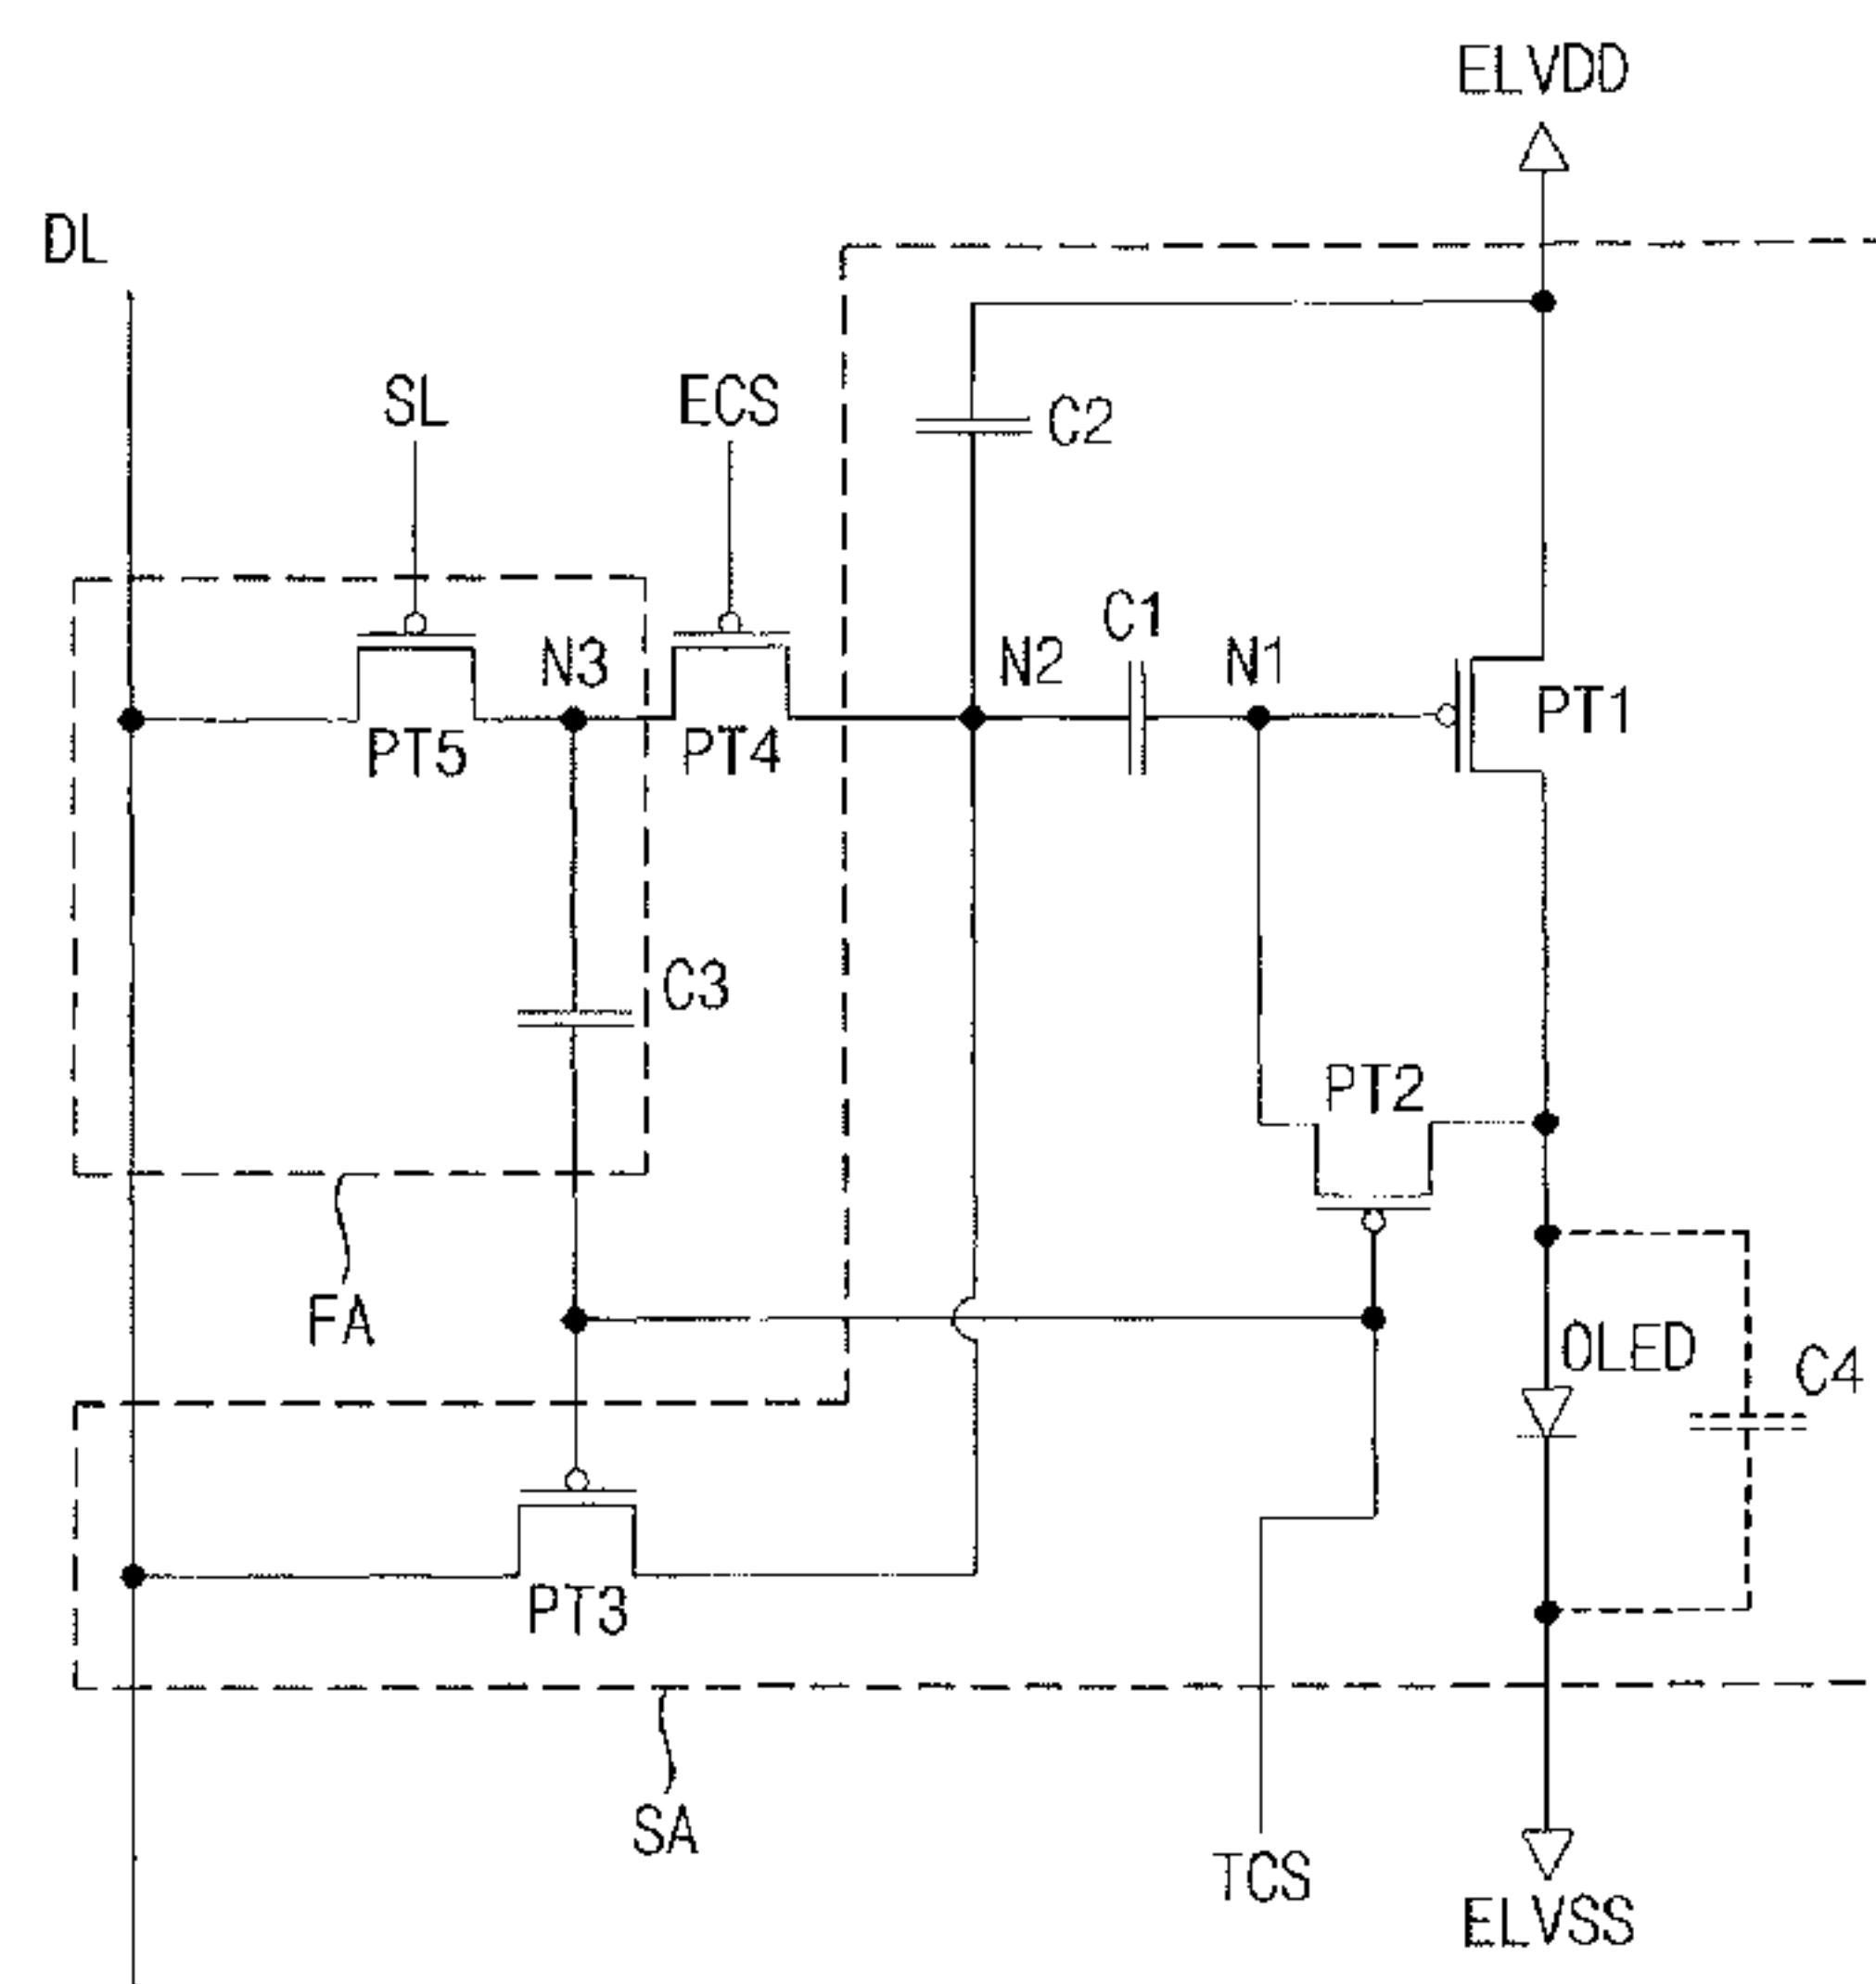 ELVDD
DL
SL
ECS
C2
C1
N3
N2
N1
PT1
PT5
PT4
C3
PT2
FA
OLED
C4
PT3
SA
TCS
ELVSS